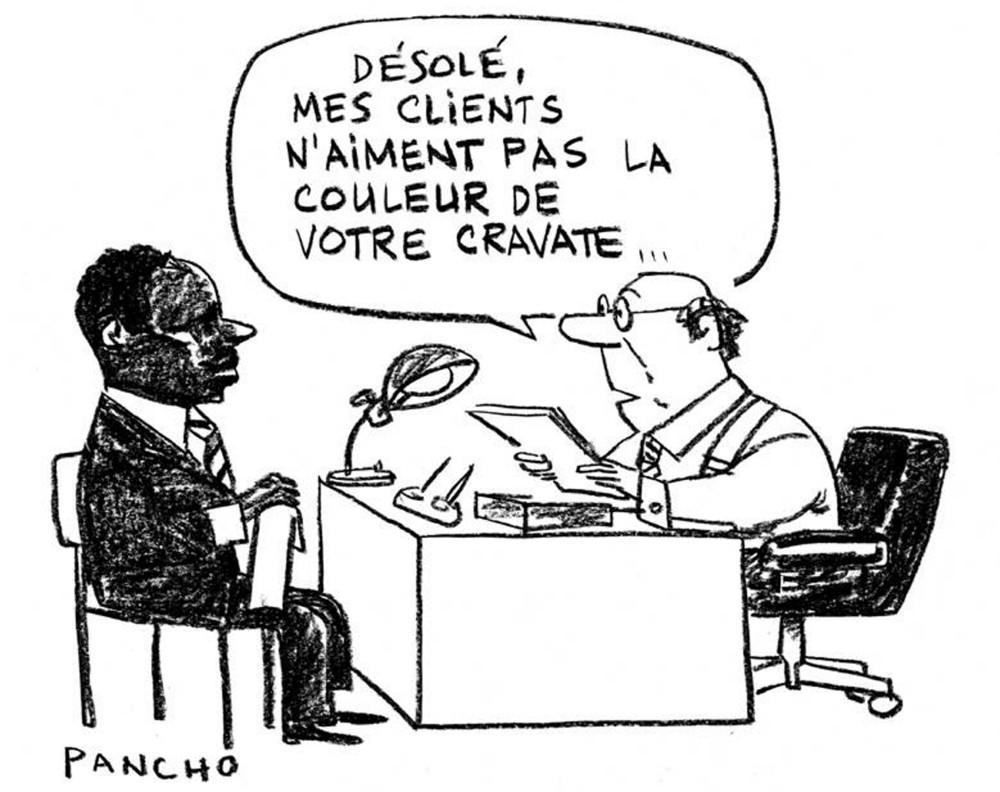 DÉSOLÉ,
MES CLIENTS
N'AIMENT PAS LA
COULEUR DE
VOTRE CRAVATE...
PANCHO